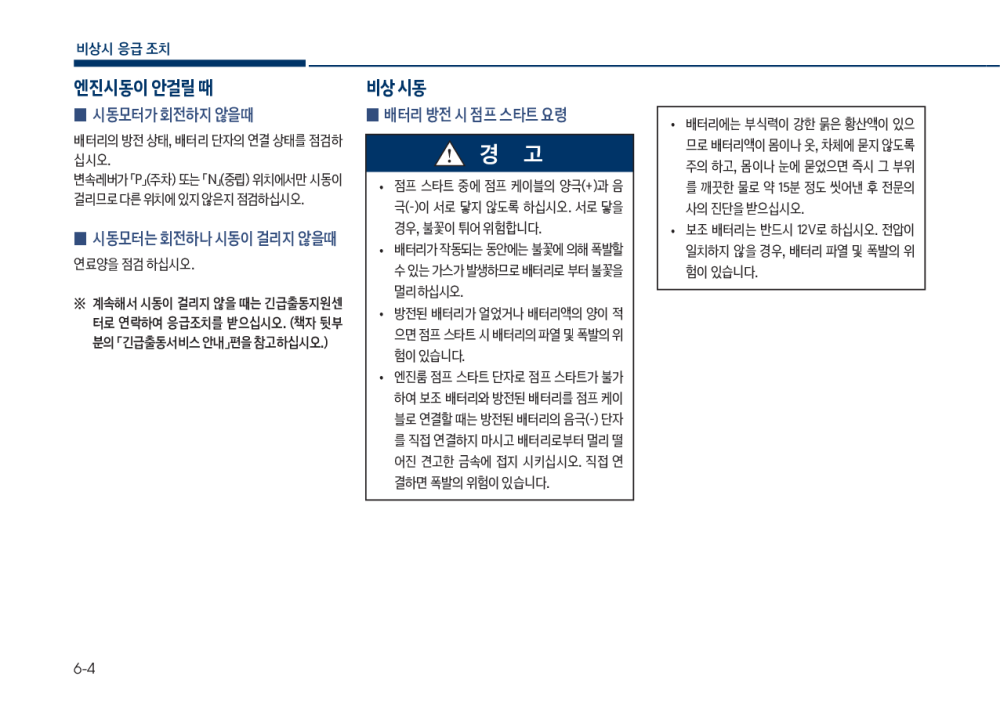 비상시 응급 조치
엔진시동이 안걸릴 때
■ 시동모터가 회전하지 않을때
배터리의 방전 상태, 배터리 단자의 연결 상태를 점검하
십시오.
변속레버가 「P」(주차) 또는 「N」(중립) 위치에서만 시동이
걸리므로 다른 위치에 있지 않은지 점검하십시오.
■ 시동모터는 회전하나 시동이 걸리지 않을때
연료양을 점검 하십시오.
※ 계속해서 시동이 걸리지 않을 때는 긴급출동지원센
터로 연락하여 응급조치를 받으십시오. (책자 뒷부
분의 「긴급출동서비스 안내」편을 참고하십시오.)
비상 시동
■ 배터리 방전 시 점프 스타트 요령
경 고
• 점프 스타트 중에 점프 케이블의 양극(+)과 음
극(-)이 서로 닿지 않도록 하십시오. 서로 닿을
경우, 불꽃이 튀어 위험합니다.
• 배터리가 작동되는 동안에는 불꽃에 의해 폭발할
수 있는 가스가 발생하므로 배터리로 부터 불꽃을
멀리하십시오.
• 방전된 배터리가 얼었거나 배터리액의 양이 적
으면 점프 스타트 시 배터리의 파열 및 폭발의 위
험이 있습니다.
• 엔진룸 점프 스타트 단자로 점프 스타트가 불가
하여 보조 배터리와 방전된 배터리를 점프 케이
블로 연결할 때는 방전된 배터리의 음극(-) 단자
를 직접 연결하지 마시고 배터리로부터 멀리 떨
어진 견고한 금속에 접지 시키십시오. 직접 연
결하면 폭발의 위험이 있습니다.
• 배터리에는 부식력이 강한 묽은 황산액이 있으
므로 배터리액이 몸이나 옷, 차체에 묻지 않도록
주의 하고, 몸이나 눈에 묻었으면 즉시 그 부위
를 깨끗한 물로 약 15분 정도 씻어낸 후 전문의
사의 진단을 받으십시오.
• 보조 배터리는 반드시 12V로 하십시오. 전압이
일치하지 않을 경우, 배터리 파열 및 폭발의 위
험이 있습니다.
6-4